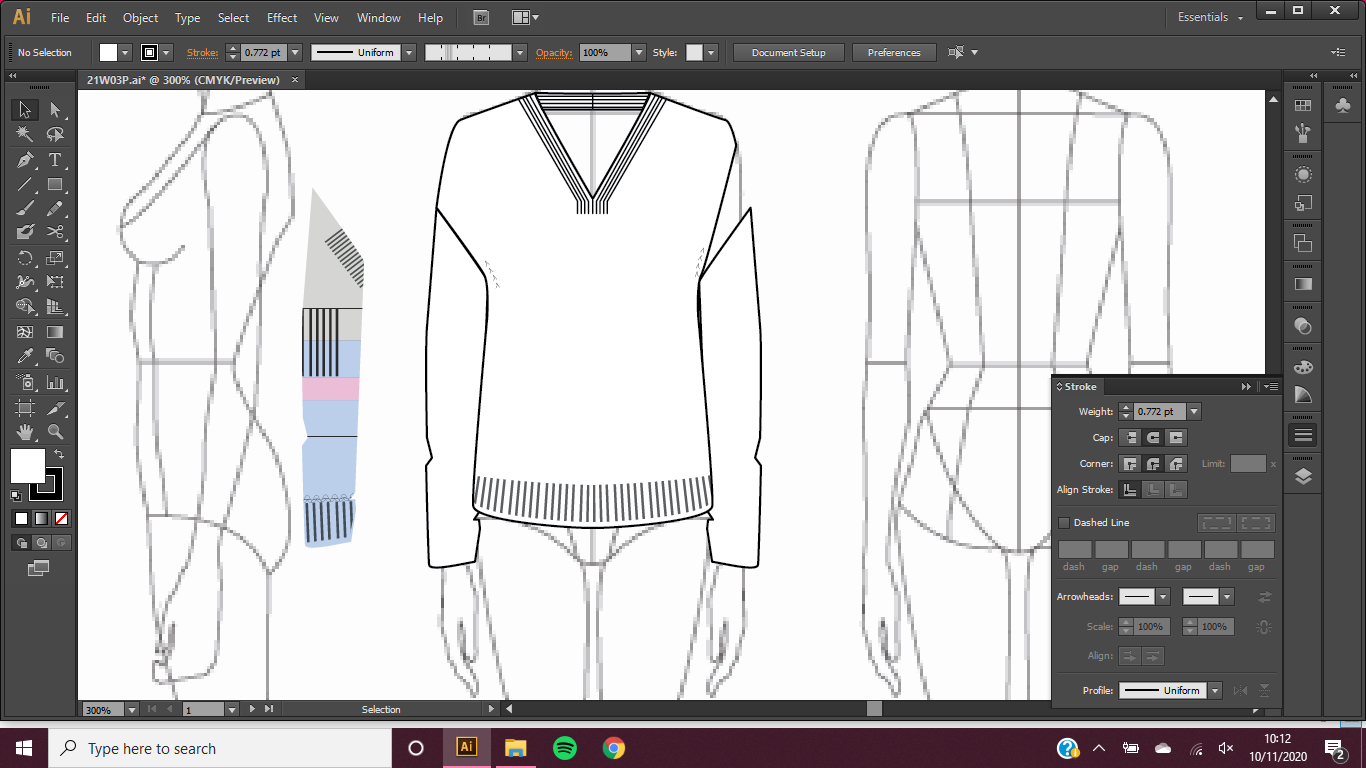 Ai File Edit Object Type Select Effect View Window Help Br Essentials
No Selection Stroke: 0.772 pt Uniform Opacity: 100% Style: Document Setup Preferences
21W03P.ai* @ 300% (CMYK/Preview) ×
T
Stroke
Weight: 0.772 pt
Cap:
Corner: Limit: x
Align Stroke:
Dashed Line
dash gap dash gap dash gap
Arrowheads:
Scale: 100% 100%
Align:
Profile: Uniform
300% 1 Selection
Type here to search Ai
10:12
10/11/2020
2